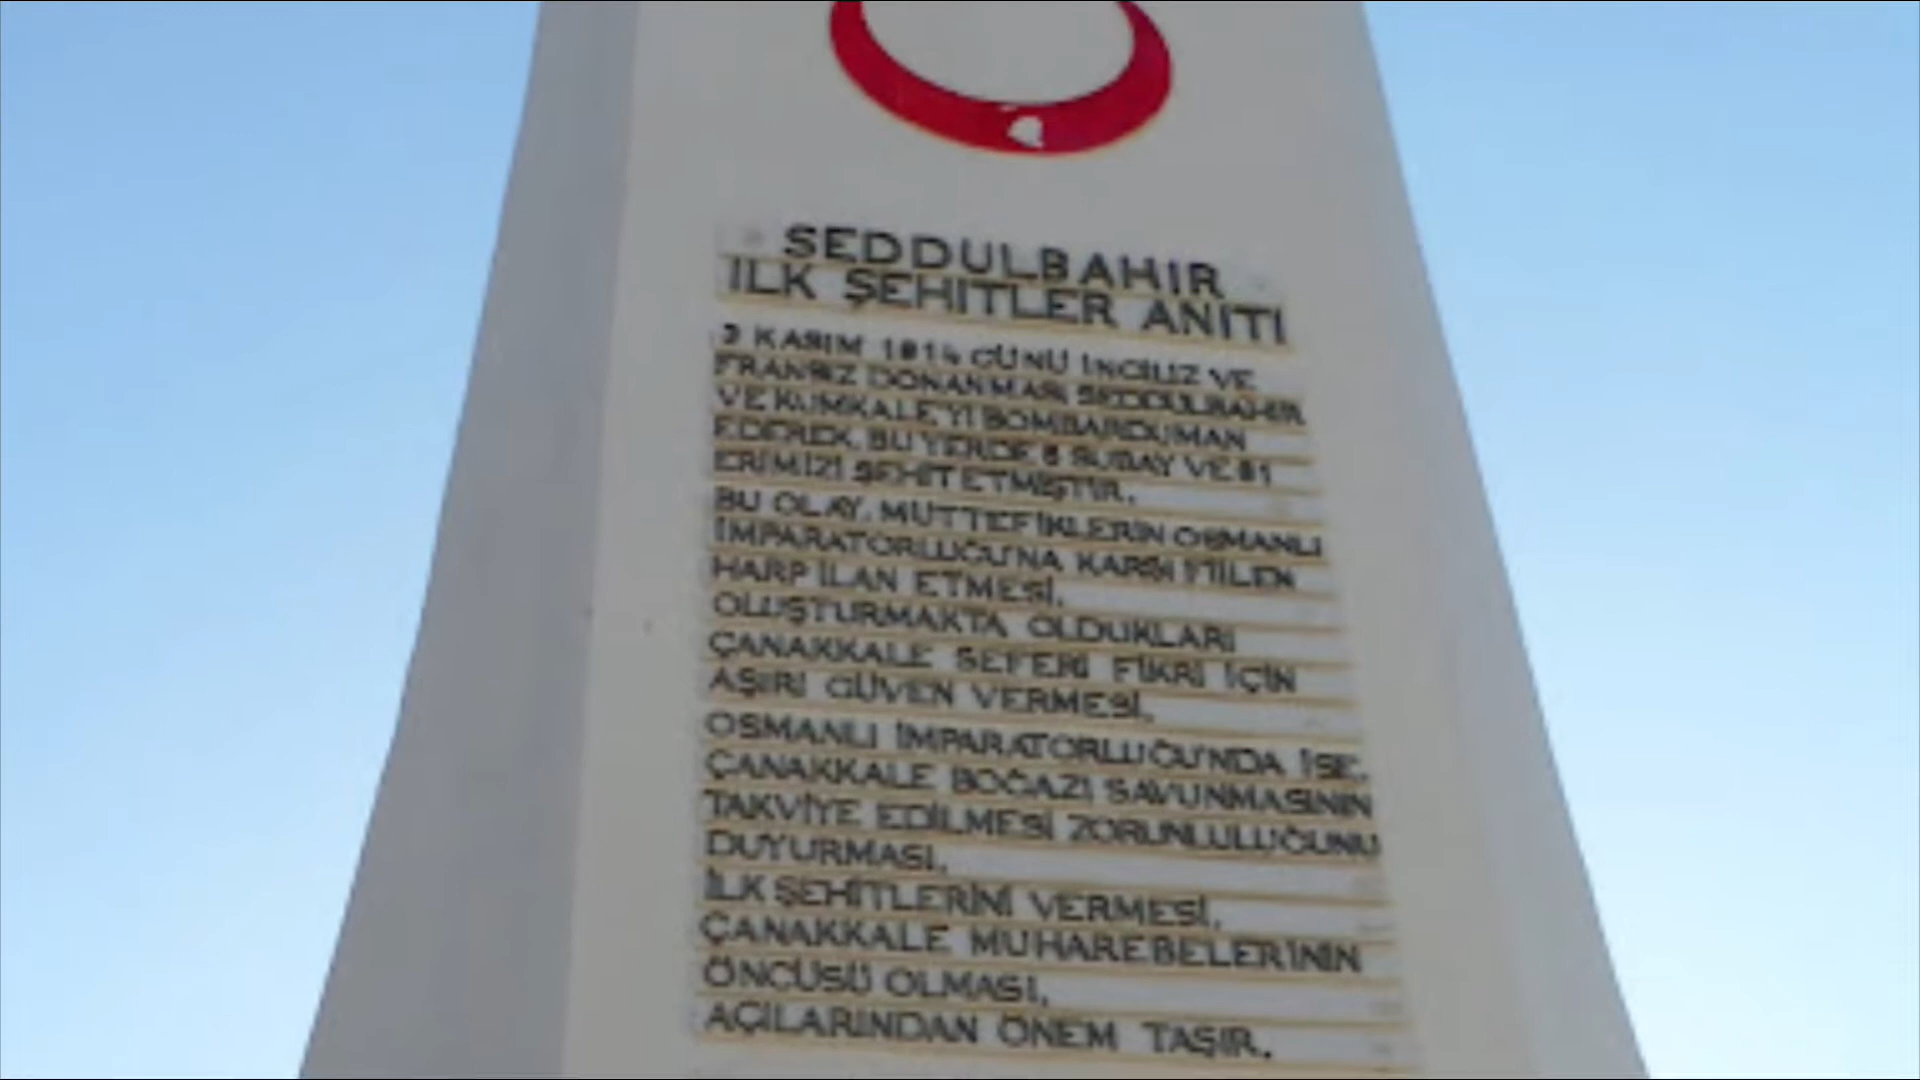 SEDDÜLBAHİR
İLK ŞEHİTLER ANITI
3 KASIM 1914 GÜNÜ İNGİLİZ VE
FRANSIZ DONANMASI SEDDÜLBAHİR
VE KUMKALE'Yİ BOMBARDUMAN
EDEREK, BU YERDE 5 SUBAY VE 81
ERİMİZİ ŞEHİT ETMİŞTİR.
BU OLAY, MÜTTEFİKLERİN OSMANLI
İMPARATORLUĞU'NA KARŞI FİİLEN
HARP İLAN ETMESİ,
OLUŞTURMAKTA OLDUKLARI
ÇANAKKALE SEFERİ FİKRİ İÇİN
AŞIRI GÜVEN VERMESİ,
OSMANLI İMPARATORLUĞU'NDA İSE,
ÇANAKKALE BOĞAZI SAVUNMASININ
TAKVİYE EDİLMESİ ZORUNLULUĞUNU
DUYURMASI,
İLK ŞEHİTLERİNİ VERMESİ,
ÇANAKKALE MUHAREBELERİNİN
ÖNCÜSÜ OLMASI,
AÇILARINDAN ÖNEM TAŞIR.